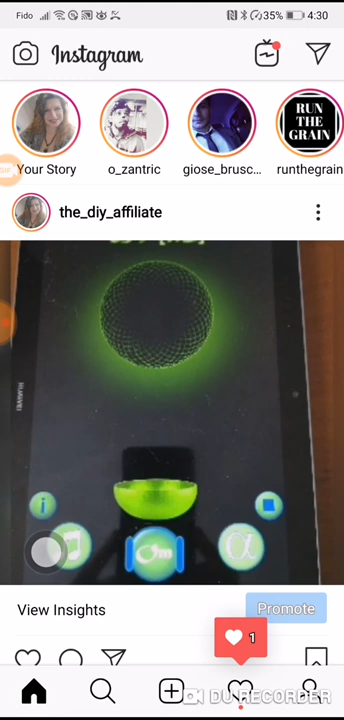 Fido 35% 4:30
Instagram
RUN
THE
GRAIN
Your Story o_zantric giose_brusc... runthegrain
the_diy_affiliate
HUAWEI
i
Om
α
View Insights Promote
1
DU RECORDER